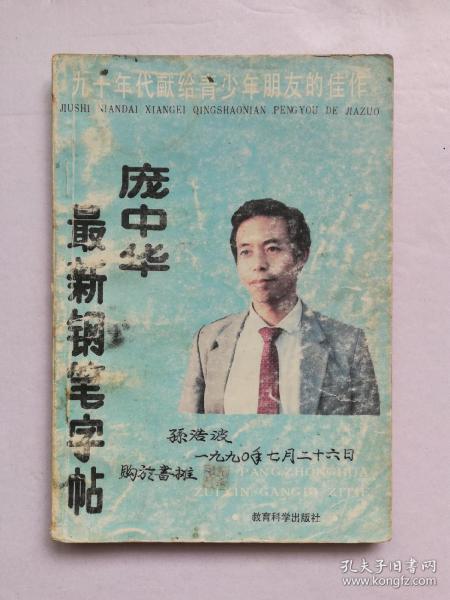 九十年代献给青少年朋友的佳作
JIUSHI NIANDAI XIANGEI QINGSHAONIAN PENGYOU DE JIAZUO
庞中华
最新钢笔字帖
孙浩波
一九九〇年七月二十六日
购于书摊
PANGZHONGHUA
ZUIXIN GANGBI ZITIE
教育科学出版社
孔夫子旧书网
www.kongfz.com